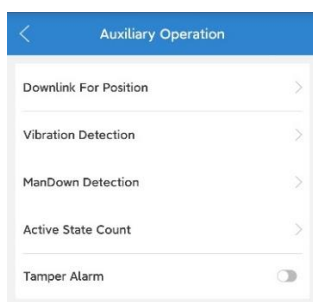 Auxiliary Operation
Downlink For Position
Vibration Detection
ManDown Detection
Active State Count
Tamper Alarm